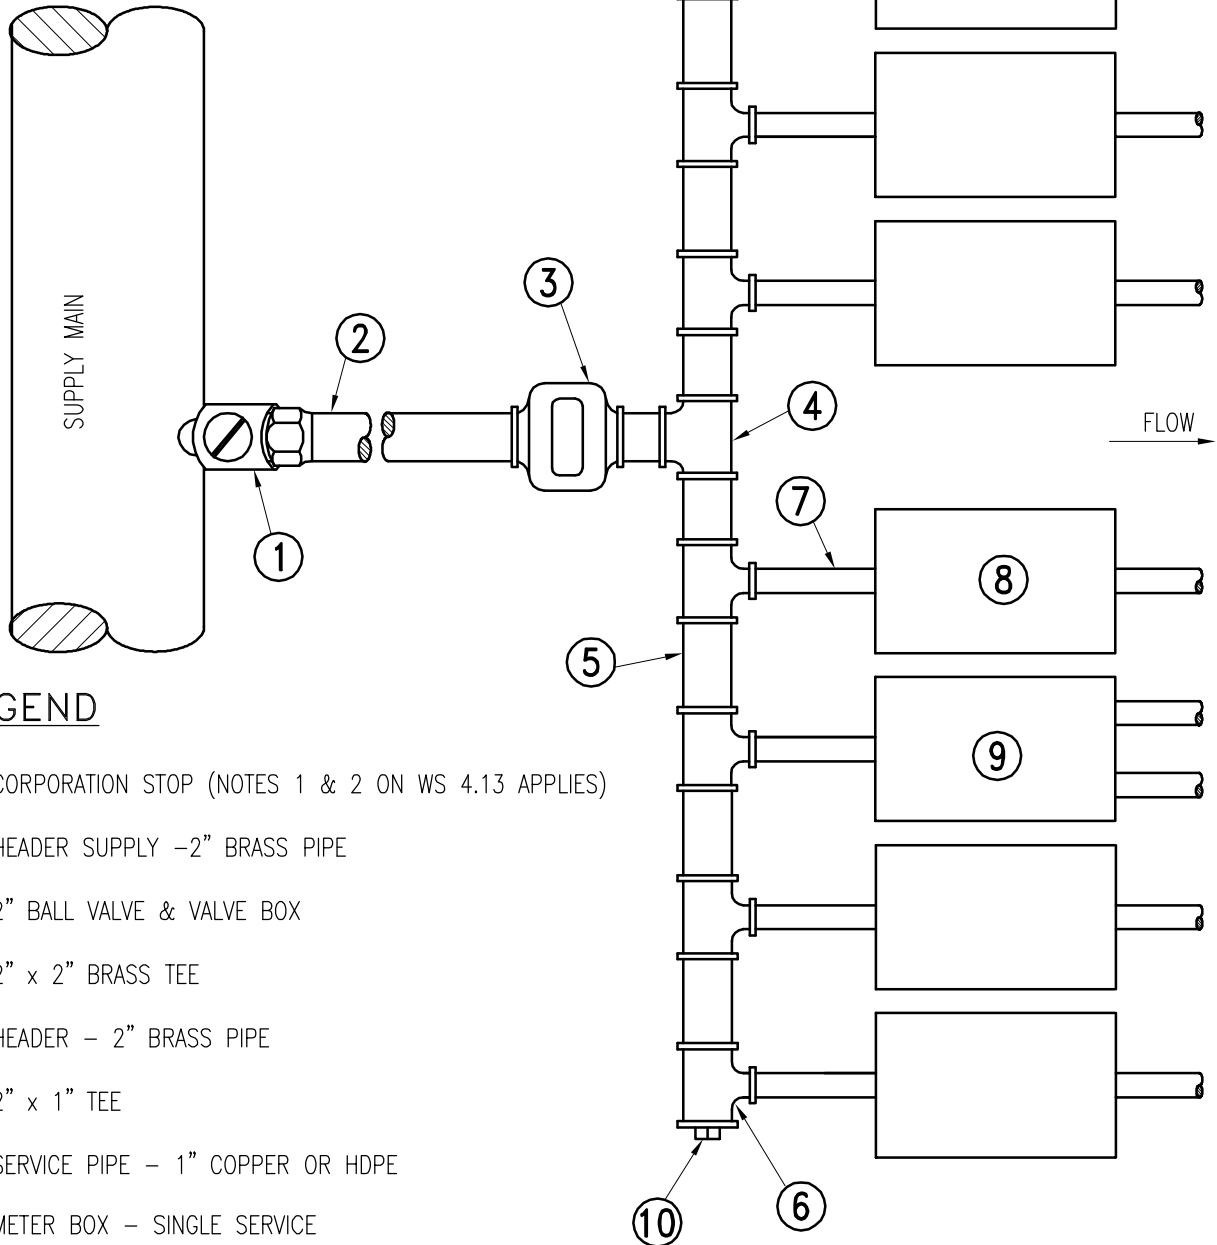 3
2
SUPPLY MAIN
4
FLOW
7
1
8
5
GEND
9
CORPORATION STOP (NOTES 1 & 2 ON WS 4.13 APPLIES)
HEADER SUPPLY -2" BRASS PIPE
2" BALL VALVE & VALVE BOX
2" x 2" BRASS TEE
HEADER - 2" BRASS PIPE
2" x 1" TEE
SERVICE PIPE - 1" COPPER OR HDPE
METER BOX - SINGLE SERVICE
6
10